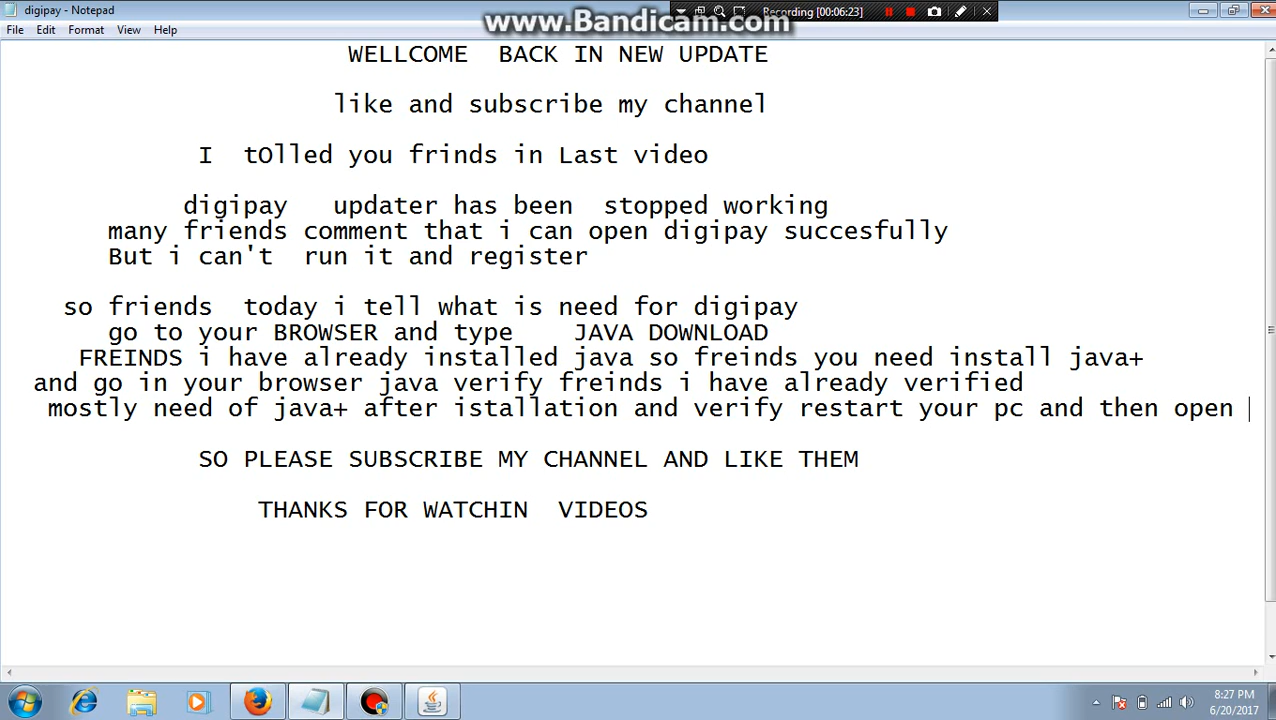 digipay - Notepad
www.Bandicam.com
Recording [00:06:23]
File Edit Format View Help
WELLCOME BACK IN NEW UPDATE
like and subscribe my channel
I tOlled you frinds in Last video
digipay updater has been stopped working
many friends comment that i can open digipay succesfully
But i can't run it and register
so friends today i tell what is need for digipay
go to your BROWSER and type JAVA DOWNLOAD
FREINDS i have already installed java so freinds you need install java+
and go in your browser java verify freinds i have already verified
mostly need of java+ after istallation and verify restart your pc and then open
SO PLEASE SUBSCRIBE MY CHANNEL AND LIKE THEM
THANKS FOR WATCHIN VIDEOS
8:27 PM
6/20/2017